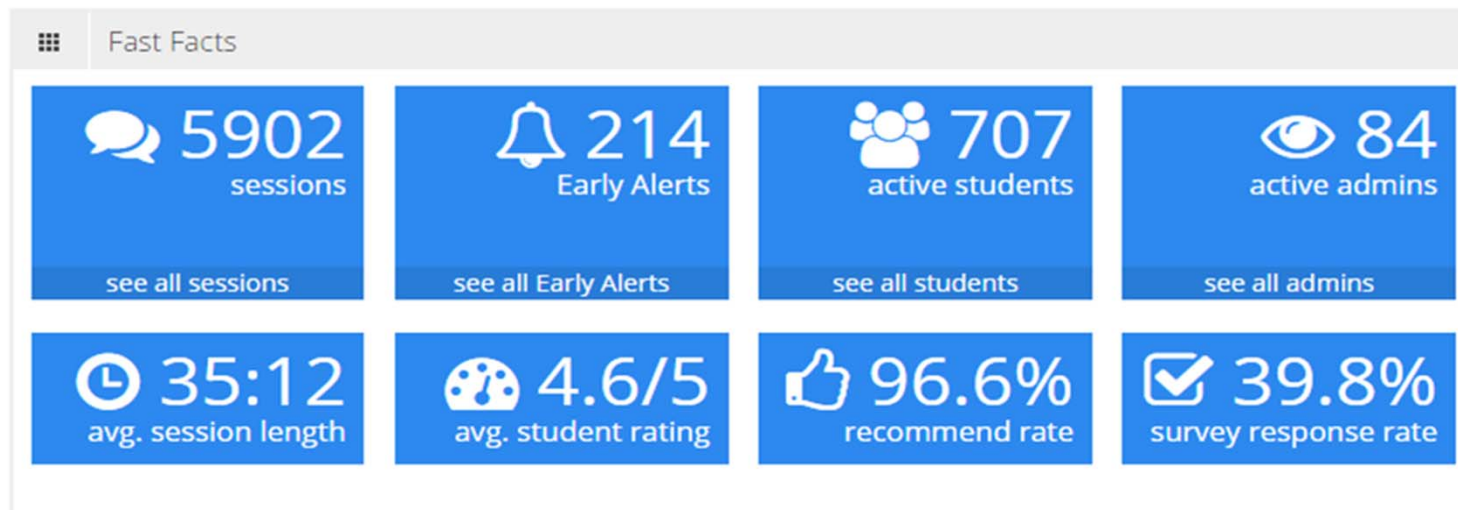 Fast Facts
5902
sessions
see all sessions
214
Early Alerts
see all Early Alerts
707
active students
see all students
84
active admins
see all admins
35:12
avg. session length
4.6/5
avg. student rating
96.6%
recommend rate
39.8%
survey response rate